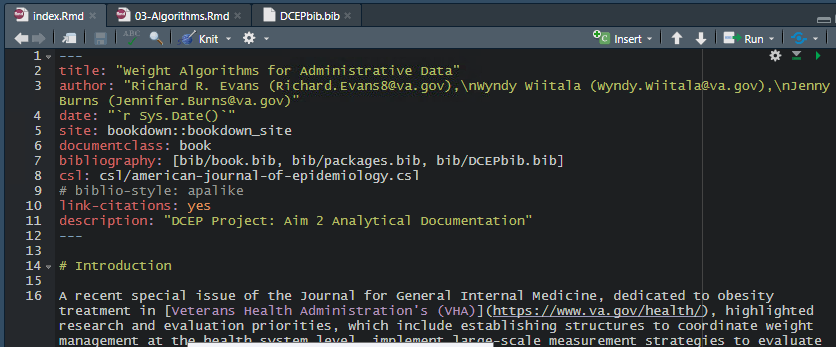 index.Rmd × 03-Algorithms.Rmd × DCEPbib.bib ×
ABC Knit Insert Run
1 ---
2 title: "Weight Algorithms for Administrative Data"
3 author: "Richard R. Evans (Richard.Evans8@va.gov),\nWyndy Wiitala (Wyndy.Wiitala@va.gov),\nJenny
Burns (Jennifer.Burns@va.gov)"
4 date: "`r Sys.Date()`"
5 site: bookdown::bookdown_site
6 documentclass: book
7 bibliography: [bib/book.bib, bib/packages.bib, bib/DCEPbib.bib]
8 csl: csl/american-journal-of-epidemiology.csl
9 # biblio-style: apalike
10 link-citations: yes
11 description: "DCEP Project: Aim 2 Analytical Documentation"
12 ---
13
14 # Introduction
15
16 A recent special issue of the Journal for General Internal Medicine, dedicated to obesity
treatment in [Veterans Health Administration's (VHA)](https://www.va.gov/health/), highlighted
research and evaluation priorities, which include establishing structures to coordinate weight
management at the health system level, implement large-scale measurement strategies to evaluate